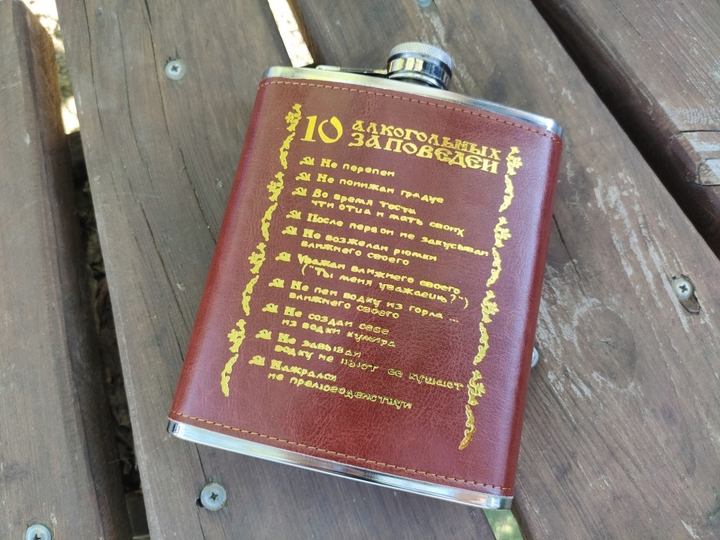 10 АЛКОГОЛЬНЫХ
ЗАПОВЕДЕЙ
Не перепей
Не понижай градус
Во время тоста
чти отца и мать своих
После первой не закусывай
Не возжелай рюмки
ближнего своего
Уважай ближнего своего
("Ты меня уважаешь?")
Не пей водку из горла ...
ближнего своего
Не создай себе
из водки кумира
Не забывай
водку не пьют ее кушают
Нажрался
не прелюбодействуй